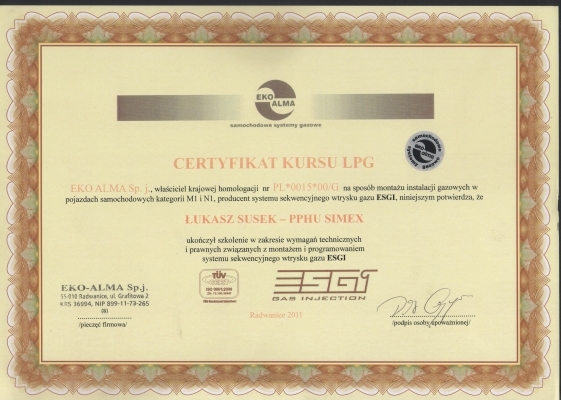 EKO ALMA
samochodowe systemy gazowe
CERTYFIKAT KURSU LPG
EKO ALMA Sp. j., właściciel krajowej homologacji nr PL*0015*00/G na sposób montażu instalacji gazowych w
pojazdach samochodowych kategorii M1 i N1, producent systemu sekwencyjnego wtrysku gazu ESGI, niniejszym potwierdza, że
ŁUKASZ SUSEK – PPHU SIMEX
ukończył szkolenie w zakresie wymagań technicznych
i prawnych związanych z montażem i programowaniem
systemu sekwencyjnego wtrysku gazu ESGI
EKO-ALMA Sp.j.
55-010 Radwanice, ul. Grafitowa 2
KRS 36994, NIP 899-11-73-265
(8)
/pieczęć firmowa/
TÜV
ISO 9001:2000
ESGI
GAS INJECTION
Radwanice 2011
/podpis osoby upoważnionej/